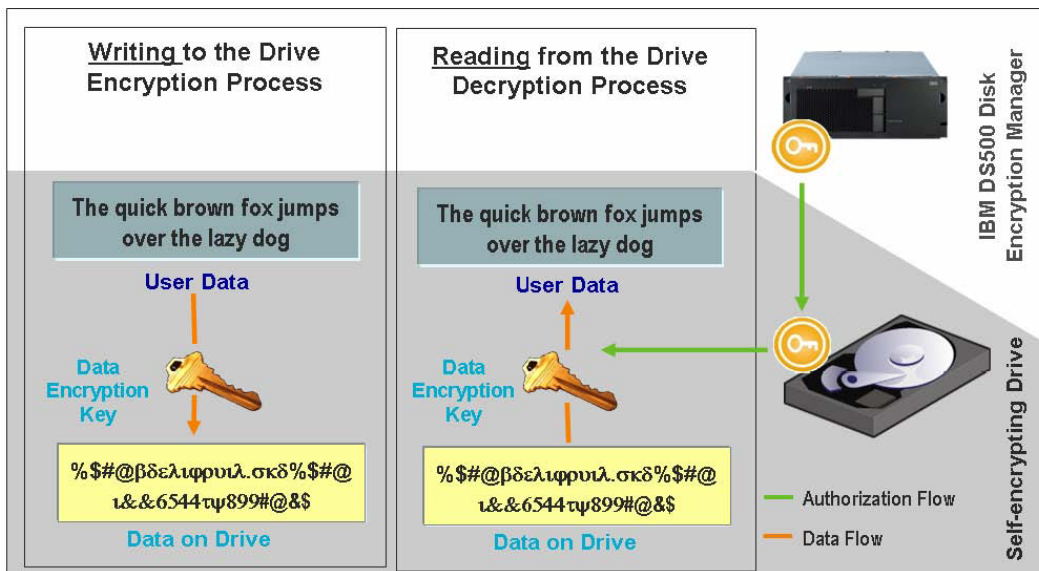 Writing to the Drive
Encryption Process
The quick brown fox jumps
over the lazy dog
User Data
Data
Encryption
Key
%$#@βδελιφρυιλ.σκδ%$#@
ι&&6544τψ899#@&$
Data on Drive
Reading from the Drive
Decryption Process
The quick brown fox jumps
over the lazy dog
User Data
Data
Encryption
Key
%$#@βδελιφρυιλ.σκδ%$#@
ι&&6544τψ899#@&$
Data on Drive
IBM DS500 Disk
Encryption Manager
Self-encrypting Drive
Authorization Flow
Data Flow